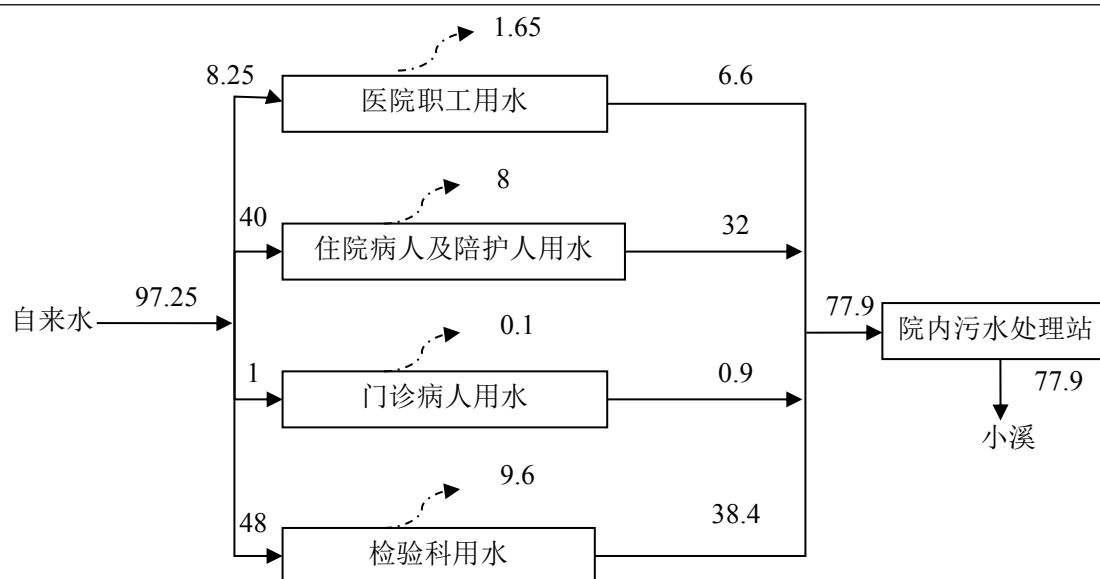 1.65
8.25
医院职工用水
6.6
8
40
住院病人及陪护人用水
32
自来水
97.25
0.1
1
门诊病人用水
0.9
77.9
院内污水处理站
77.9
小溪
9.6
48
检验科用水
38.4